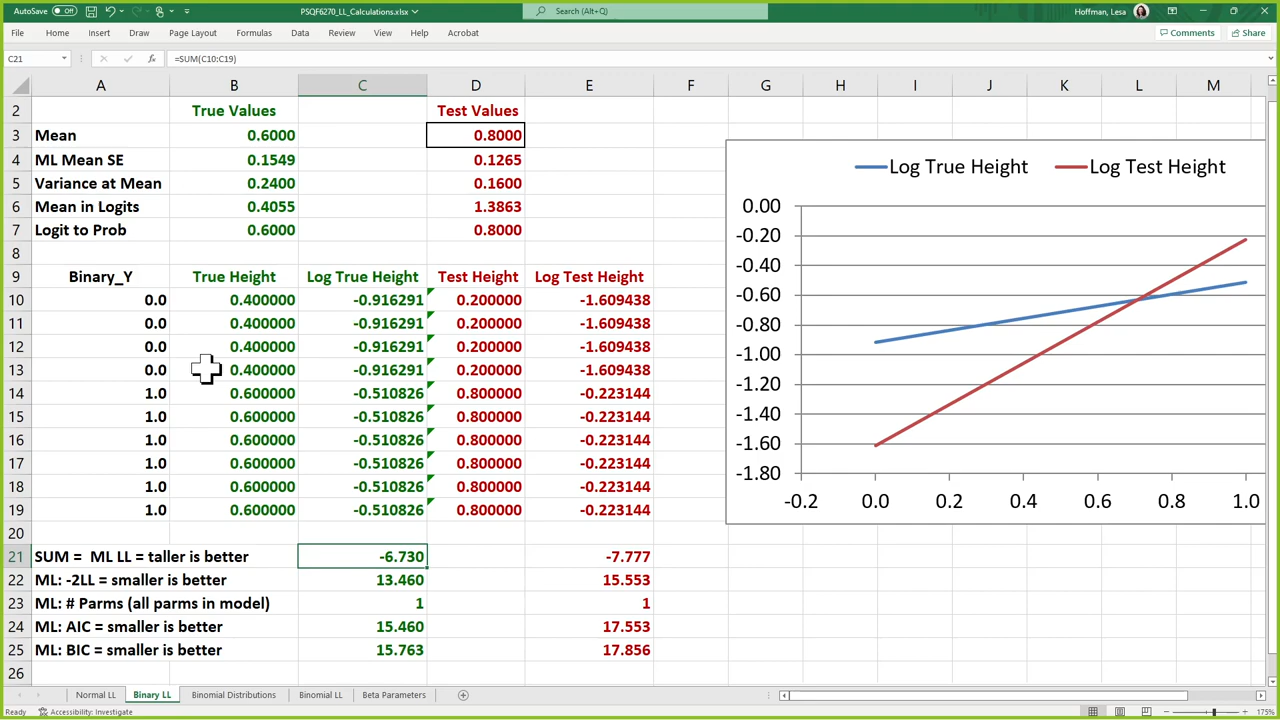 AutoSave Off PSQF6270_LL_Calculations.xlsx Search (Alt+Q) Hoffman, Lesa
File Home Insert Draw Page Layout Formulas Data Review View Help Acrobat Comments Share
C21 fx =SUM(C10:C19)
A B C D E F G H I J K L M
2 True Values Test Values
3 Mean 0.6000 0.8000
4 ML Mean SE 0.1549 0.1265
5 Variance at Mean 0.2400 0.1600
6 Mean in Logits 0.4055 1.3863
7 Logit to Prob 0.6000 0.8000
8
9 Binary_Y True Height Log True Height Test Height Log Test Height
10 0.0 0.400000 -0.916291 0.200000 -1.609438
11 0.0 0.400000 -0.916291 0.200000 -1.609438
12 0.0 0.400000 -0.916291 0.200000 -1.609438
13 0.0 0.400000 -0.916291 0.200000 -1.609438
14 1.0 0.600000 -0.510826 0.800000 -0.223144
15 1.0 0.600000 -0.510826 0.800000 -0.223144
16 1.0 0.600000 -0.510826 0.800000 -0.223144
17 1.0 0.600000 -0.510826 0.800000 -0.223144
18 1.0 0.600000 -0.510826 0.800000 -0.223144
19 1.0 0.600000 -0.510826 0.800000 -0.223144
20
21 SUM = ML LL = taller is better -6.730 -7.777
22 ML: -2LL = smaller is better 13.460 15.553
23 ML: # Parms (all parms in model) 1 1
24 ML: AIC = smaller is better 15.460 17.553
25 ML: BIC = smaller is better 15.763 17.856
26
Log True Height Log Test Height
0.00
-0.20
-0.40
-0.60
-0.80
-1.00
-1.20
-1.40
-1.60
-1.80
-0.2 0.0 0.2 0.4 0.6 0.8 1.0
Normal LL Binary LL Binomial Distributions Binomial LL Beta Parameters
Ready Accessibility: Investigate 175%